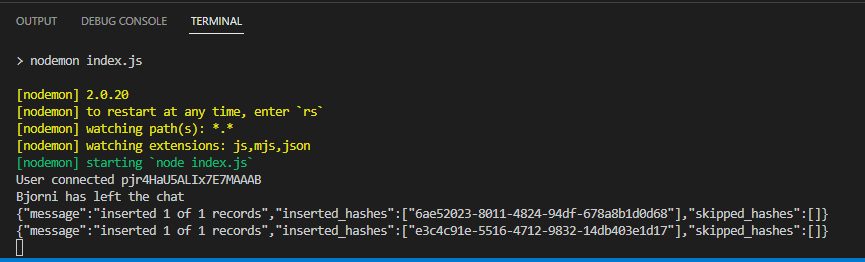 OUTPUT DEBUG CONSOLE TERMINAL
> nodemon index.js
[nodemon] 2.0.20
[nodemon] to restart at any time, enter `rs`
[nodemon] watching path(s): *.*
[nodemon] watching extensions: js,mjs,json
[nodemon] starting `node index.js`
User connected pjr4HaU5ALIx7E7MAAAB
Bjorni has left the chat
{"message":"inserted 1 of 1 records","inserted_hashes":["6ae52023-8011-4824-94df-678a8b1d0d68"],"skipped_hashes":[]}
{"message":"inserted 1 of 1 records","inserted_hashes":["e3c4c91e-5516-4712-9832-14db403e1d17"],"skipped_hashes":[]}